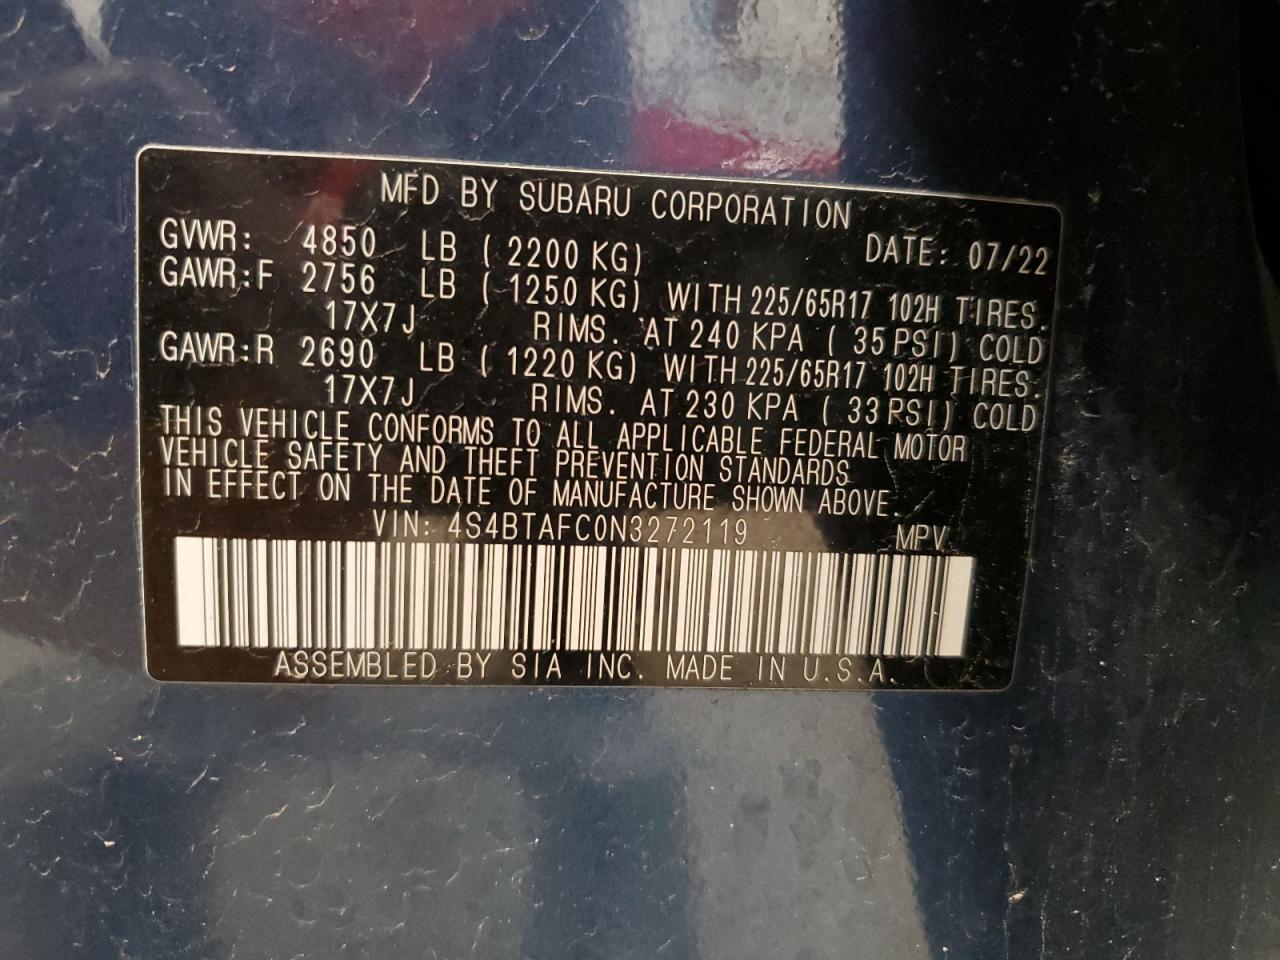 MFD BY SUBARU CORPORATION
GVWR: 4850 LB ( 2200 KG) DATE: 07/22
GAWR:F 2756 LB ( 1250 KG) WITH 225/65R17 102H TIRES.
17X7J RIMS. AT 240 KPA ( 35 PSI) COLD
GAWR:R 2690 LB ( 1220 KG) WITH 225/65R17 102H TIRES.
17X7J RIMS. AT 230 KPA ( 33 PSI) COLD
THIS VEHICLE CONFORMS TO ALL APPLICABLE FEDERAL MOTOR
VEHICLE SAFETY AND THEFT PREVENTION STANDARDS
IN EFFECT ON THE DATE OF MANUFACTURE SHOWN ABOVE.
VIN: 4S4BTAFC0N3272119 MPV
ASSEMBLED BY SIA INC. MADE IN U.S.A.